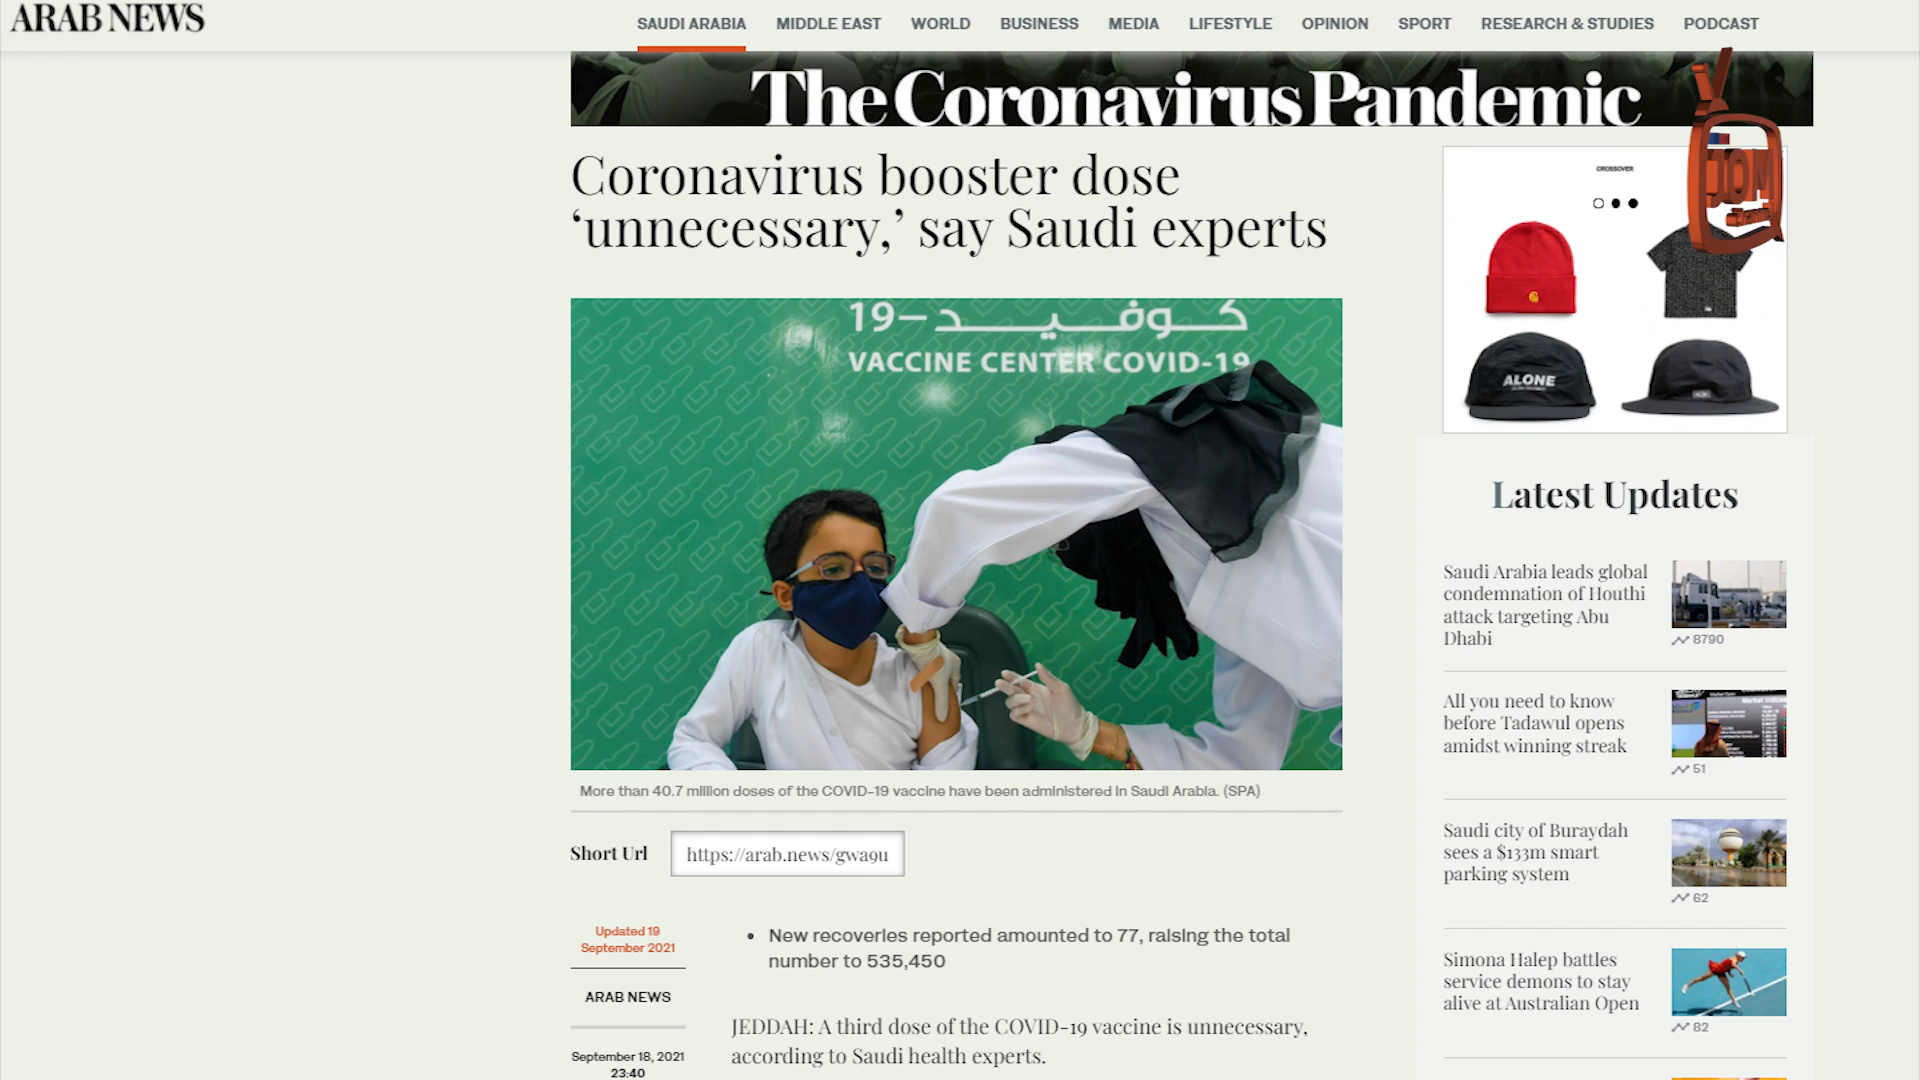 ARAB NEWS
SAUDI ARABIA MIDDLE EAST WORLD BUSINESS MEDIA LIFESTYLE OPINION SPORT RESEARCH & STUDIES PODCAST
The Coronavirus Pandemic
Coronavirus booster dose
‘unnecessary,’ say Saudi experts
كـــوفـــيـــد –19
VACCINE CENTER COVID-19
More than 40.7 million doses of the COVID-19 vaccine have been administered in Saudi Arabia. (SPA)
Short Url
https://arab.news/gwa9u
Updated 19
September 2021
ARAB NEWS
September 18, 2021
23:40
• New recoveries reported amounted to 77, raising the total
number to 535,450
JEDDAH: A third dose of the COVID-19 vaccine is unnecessary,
according to Saudi health experts.
CROSSOVER
TOM
ALONE
Latest Updates
Saudi Arabia leads global
condemnation of Houthi
attack targeting Abu
Dhabi
8790
All you need to know
before Tadawul opens
amidst winning streak
51
Saudi city of Buraydah
sees a $133m smart
parking system
62
Simona Halep battles
service demons to stay
alive at Australian Open
82